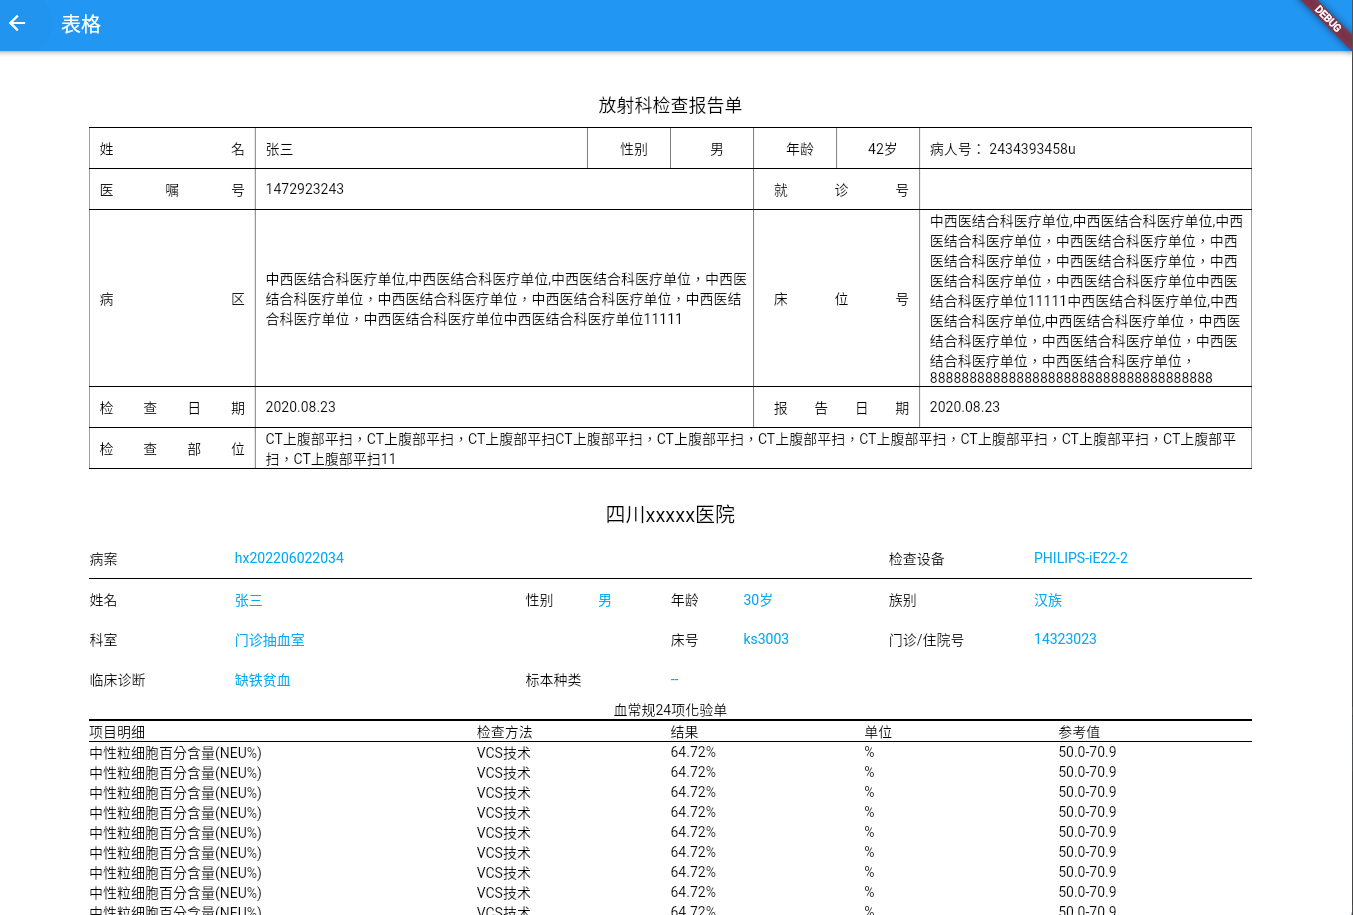 表格
DEBUG
放射科检查报告单
姓 名 张三 性别 男 年龄 42岁 病人号： 2434393458u
医 嘱 号 1472923243 就 诊 号
病 区
中西医结合科医疗单位,中西医结合科医疗单位,中西医结合科医疗单位，中西医
结合科医疗单位，中西医结合科医疗单位，中西医结合科医疗单位，中西医结
合科医疗单位，中西医结合科医疗单位中西医结合科医疗单位11111
床 位 号
中西医结合科医疗单位,中西医结合科医疗单位,中西
医结合科医疗单位，中西医结合科医疗单位，中西
医结合科医疗单位，中西医结合科医疗单位，中西
医结合科医疗单位，中西医结合科医疗单位中西医
结合科医疗单位11111中西医结合科医疗单位,中西
医结合科医疗单位,中西医结合科医疗单位，中西医
结合科医疗单位，中西医结合科医疗单位，中西医
结合科医疗单位，中西医结合科医疗单位，
888888888888888888888888888888888888
检 查 日 期 2020.08.23 报 告 日 期 2020.08.23
检 查 部 位
CT上腹部平扫，CT上腹部平扫，CT上腹部平扫CT上腹部平扫，CT上腹部平扫，CT上腹部平扫，CT上腹部平扫，CT上腹部平扫，CT上腹部平扫，CT上腹部平
扫，CT上腹部平扫11
四川xxxxx医院
病案 hx202206022034 检查设备 PHILIPS-iE22-2
姓名 张三 性别 男 年龄 30岁 族别 汉族
科室 门诊抽血室 床号 ks3003 门诊/住院号 14323023
临床诊断 缺铁贫血 标本种类 --
血常规24项化验单
项目明细 检查方法 结果 单位 参考值
中性粒细胞百分含量(NEU%) VCS技术 64.72% % 50.0-70.9
中性粒细胞百分含量(NEU%) VCS技术 64.72% % 50.0-70.9
中性粒细胞百分含量(NEU%) VCS技术 64.72% % 50.0-70.9
中性粒细胞百分含量(NEU%) VCS技术 64.72% % 50.0-70.9
中性粒细胞百分含量(NEU%) VCS技术 64.72% % 50.0-70.9
中性粒细胞百分含量(NEU%) VCS技术 64.72% % 50.0-70.9
中性粒细胞百分含量(NEU%) VCS技术 64.72% % 50.0-70.9
中性粒细胞百分含量(NEU%) VCS技术 64.72% % 50.0-70.9
中性粒细胞百分含量(NEU%) VCS技术 64.72% % 50.0-70.9